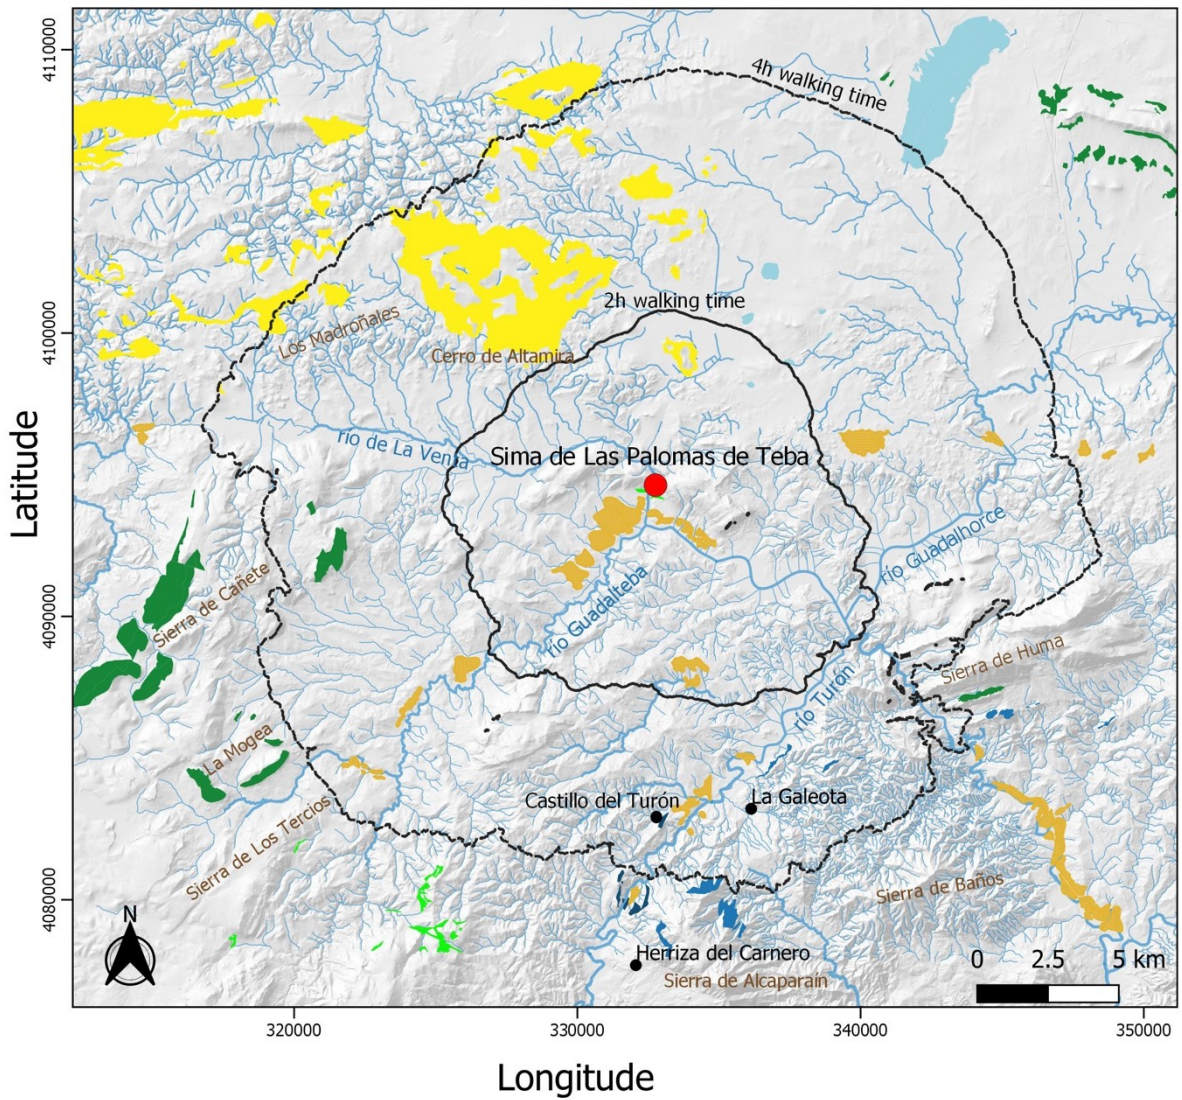 4110000
4h walking time
4100000
2h walking time
Los Madroñales
Cerro de Altamira
río de La Venta
Sima de Las Palomas de Teba
Latitude
río Guadalhorce
Sierra de Cañete
río Guadalteba
4090000
Sierra de Huma
río Turón
La Mogea
Castillo del Turón
La Galeota
Sierra de Los Tercios
4080000
Sierra de Baños
N
Herriza del Carnero
Sierra de Alcaparaín
0 2.5 5 km
320000 330000 340000 350000
Longitude